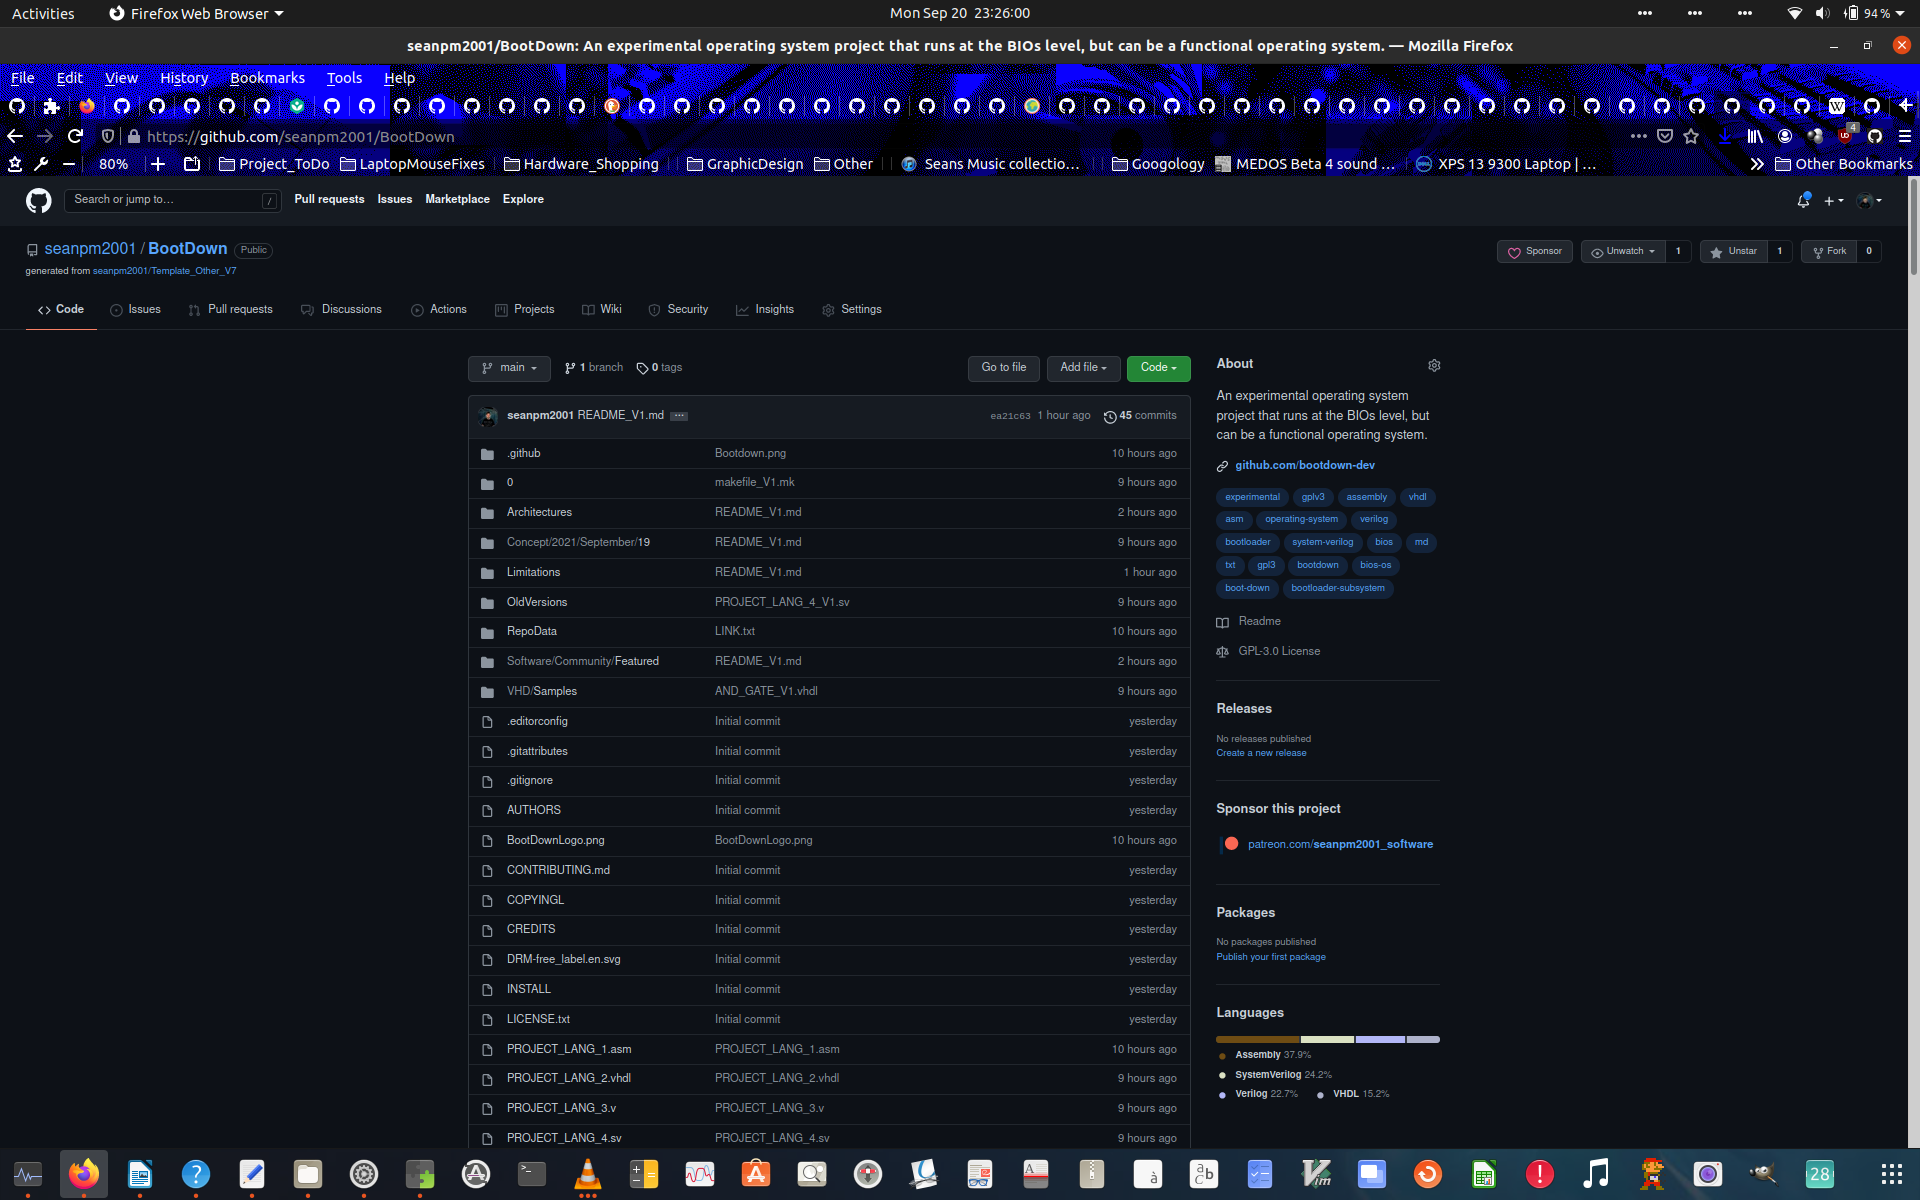 Activities
Firefox Web Browser
Mon Sep 20 23:26:00
94 %
seanpm2001/BootDown: An experimental operating system project that runs at the BIOs level, but can be a functional operating system. — Mozilla Firefox
File Edit View History Bookmarks Tools Help
https://github.com/seanpm2001/BootDown
4
80%
Project_ToDo
LaptopMouseFixes
Hardware_Shopping
GraphicDesign
Other
Seans Music collectio…
Googology
MEDOS Beta 4 sound …
XPS 13 9300 Laptop | …
Other Bookmarks
Search or jump to… /
Pull requests Issues Marketplace Explore
seanpm2001 / BootDown Public
generated from seanpm2001/Template_Other_V7
Sponsor
Unwatch 1
Unstar 1
Fork 0
Code Issues Pull requests Discussions Actions Projects Wiki Security Insights Settings
main 1 branch 0 tags
Go to file Add file Code
seanpm2001 README_V1.md ea21c63 1 hour ago 45 commits
.github Bootdown.png 10 hours ago
0 makefile_V1.mk 9 hours ago
Architectures README_V1.md 2 hours ago
Concept/2021/September/19 README_V1.md 9 hours ago
Limitations README_V1.md 1 hour ago
OldVersions PROJECT_LANG_4_V1.sv 9 hours ago
RepoData LINK.txt 10 hours ago
Software/Community/Featured README_V1.md 2 hours ago
VHD/Samples AND_GATE_V1.vhdl 9 hours ago
.editorconfig Initial commit yesterday
.gitattributes Initial commit yesterday
.gitignore Initial commit yesterday
AUTHORS Initial commit yesterday
BootDownLogo.png BootDownLogo.png 10 hours ago
CONTRIBUTING.md Initial commit yesterday
COPYINGL Initial commit yesterday
CREDITS Initial commit yesterday
DRM-free_label.en.svg Initial commit yesterday
INSTALL Initial commit yesterday
LICENSE.txt Initial commit yesterday
PROJECT_LANG_1.asm PROJECT_LANG_1.asm 10 hours ago
PROJECT_LANG_2.vhdl PROJECT_LANG_2.vhdl 9 hours ago
PROJECT_LANG_3.v PROJECT_LANG_3.v 9 hours ago
PROJECT_LANG_4.sv PROJECT_LANG_4.sv 9 hours ago
About
An experimental operating system
project that runs at the BIOs level, but
can be a functional operating system.
github.com/bootdown-dev
experimental gplv3 assembly vhdl
asm operating-system verilog
bootloader system-verilog bios md
txt gpl3 bootdown bios-os
boot-down bootloader-subsystem
Readme
GPL-3.0 License
Releases
No releases published
Create a new release
Sponsor this project
patreon.com/seanpm2001_software
Packages
No packages published
Publish your first package
Languages
Assembly 37.9%
SystemVerilog 24.2%
Verilog 22.7% VHDL 15.2%
28